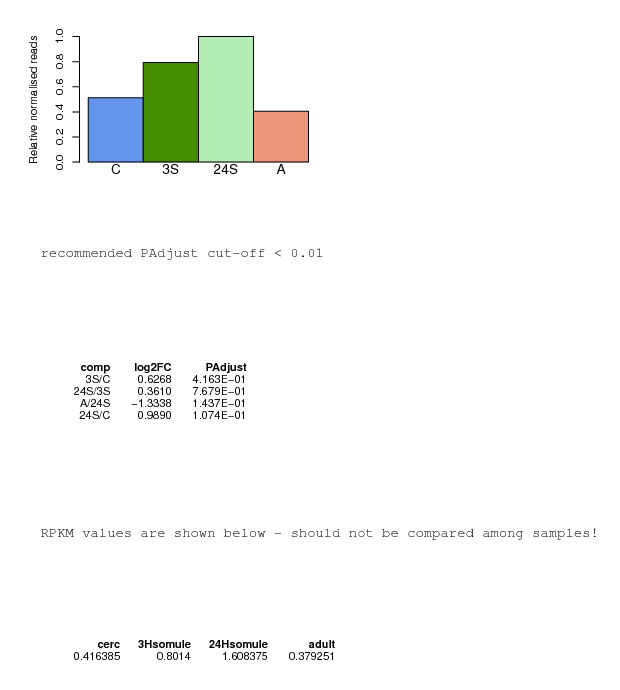 Relative normalised reads
1.0
0.8
0.6
0.4
0.2
0.0
C 3S 24S A
recommended PAdjust cut-off < 0.01
comp log2FC PAdjust
3S/C 0.6268 4.163E−01
24S/3S 0.3610 7.679E−01
A/24S −1.3338 1.437E−01
24S/C 0.9890 1.074E−01
RPKM values are shown below - should not be compared among samples!
cerc 3Hsomule 24Hsomule adult
0.416385 0.8014 1.608375 0.379251